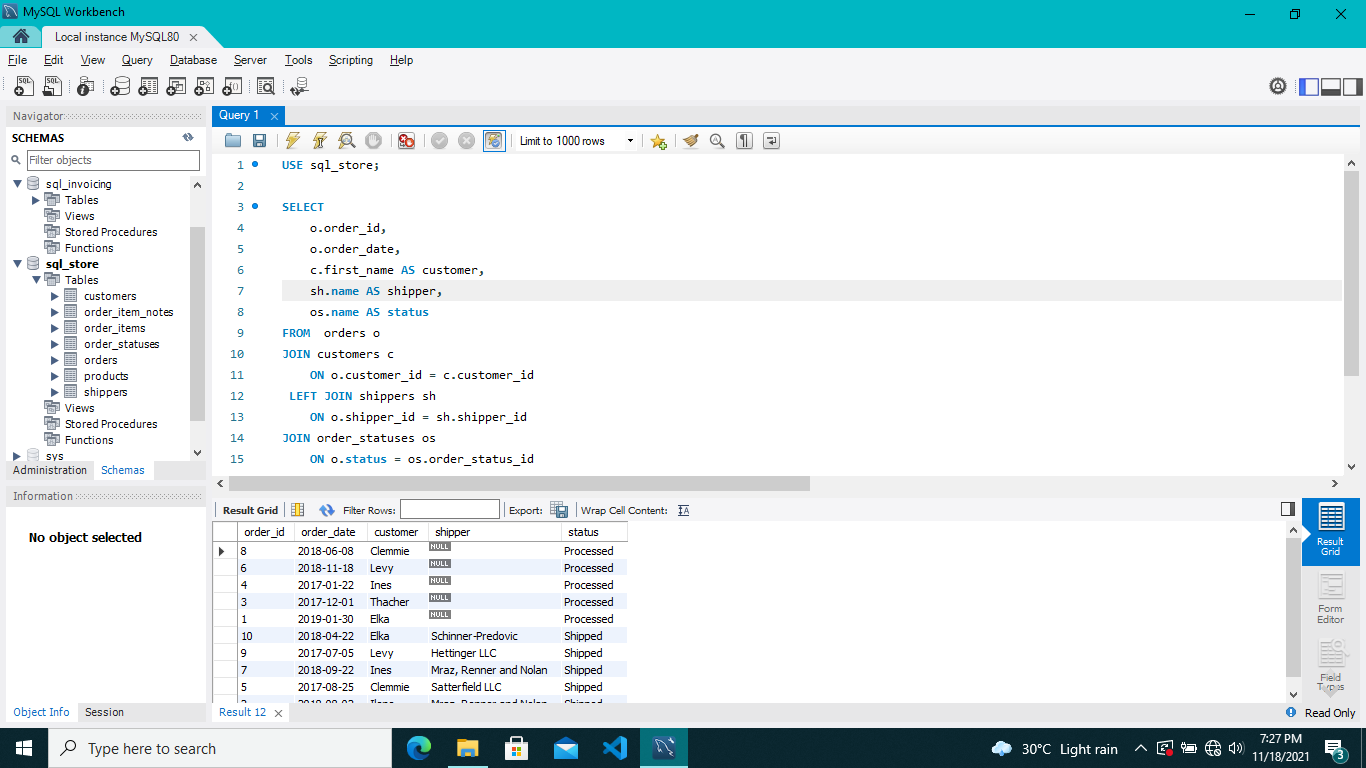 MySQL Workbench
Local instance MySQL80
File Edit View Query Database Server Tools Scripting Help
Navigator
SCHEMAS
Filter objects
sql_invoicing
Tables
Views
Stored Procedures
Functions
sql_store
Tables
customers
order_item_notes
order_items
order_statuses
orders
products
shippers
Views
Stored Procedures
Functions
sys
Administration Schemas
Information
No object selected
Object Info Session
Query 1
Limit to 1000 rows
1 USE sql_store;
2
3 SELECT
4 o.order_id,
5 o.order_date,
6 c.first_name AS customer,
7 sh.name AS shipper,
8 os.name AS status
9 FROM  orders o
10 JOIN customers c
11 ON o.customer_id = c.customer_id
12 LEFT JOIN shippers sh
13 ON o.shipper_id = sh.shipper_id
14 JOIN order_statuses os
15 ON o.status = os.order_status_id
Result Grid Filter Rows: Export: Wrap Cell Content:
order_id order_date customer shipper status
8 2018-06-08 Clemmie NULL Processed
6 2018-11-18 Levy NULL Processed
4 2017-01-22 Ines NULL Processed
3 2017-12-01 Thacher NULL Processed
1 2019-01-30 Elka NULL Processed
10 2018-04-22 Elka Schinner-Predovic Shipped
9 2017-07-05 Levy Hettinger LLC Shipped
7 2018-09-22 Ines Mraz, Renner and Nolan Shipped
5 2017-08-25 Clemmie Satterfield LLC Shipped
Mraz, Renner and Nolan Shipped
Result Grid
Form Editor
Field Types
Result 12
Read Only
Type here to search
30°C Light rain
7:27 PM
11/18/2021
3